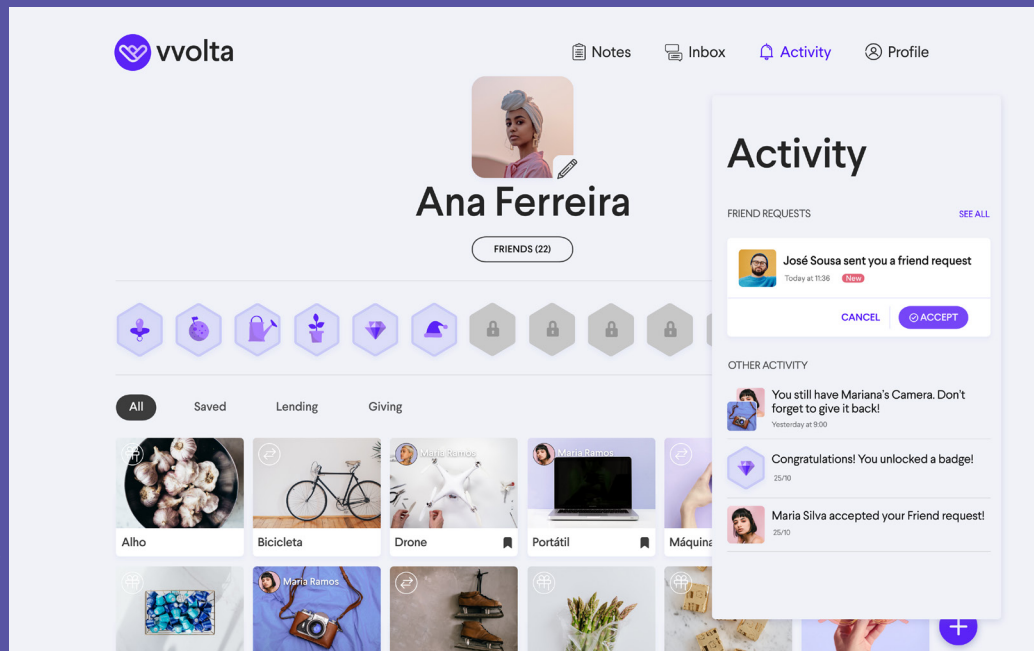 vvolta
Notes
Inbox
Activity
Profile
Ana Ferreira
FRIENDS (22)
All
Saved
Lending
Giving
Alho
Bicicleta
Maria Ramos
Drone
Maria Ramos
Portátil
Máquina
Maria Ramos
Activity
FRIEND REQUESTS
SEE ALL
José Sousa sent you a friend request
Today at 11:36
New
CANCEL
ACCEPT
OTHER ACTIVITY
You still have Mariana's Camera. Don't
forget to give it back!
Yesterday at 9:00
Congratulations! You unlocked a badge!
25/10
Maria Silva accepted your Friend request!
25/10